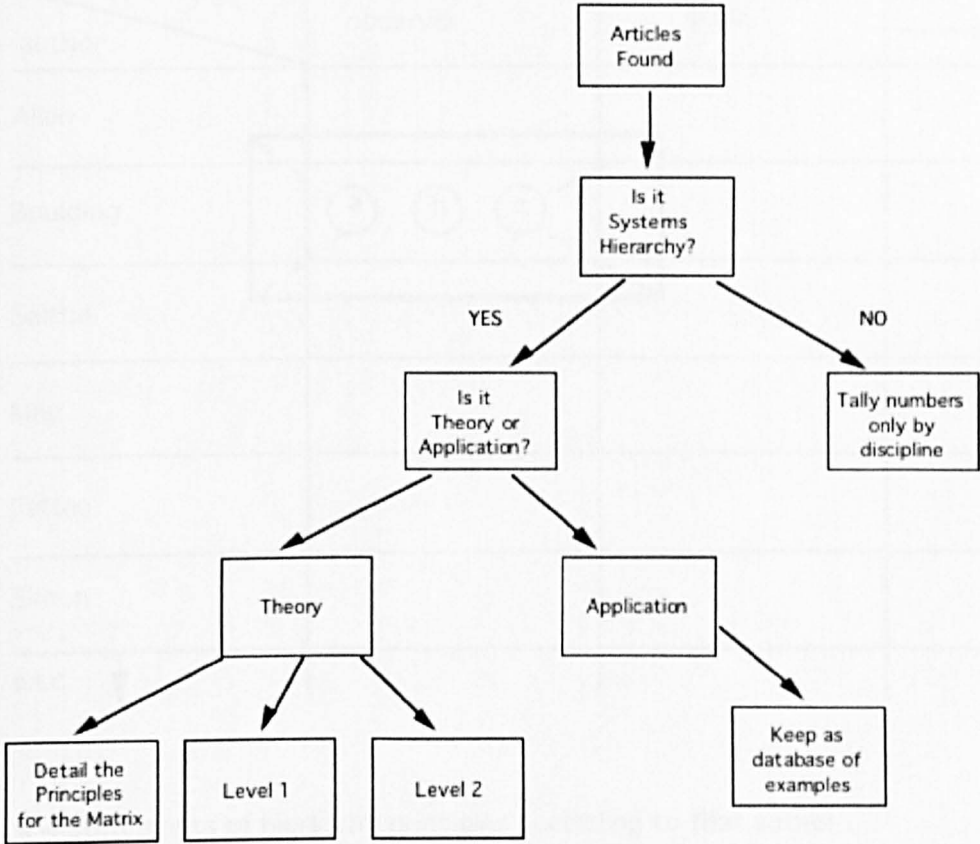 Articles
Found
Is it
Systems
Hierarchy?
YES
NO
Is it
Theory or
Application?
Tally numbers
only by
discipline
Theory
Application
Detail the
Principles
for the Matrix
Level 1
Level 2
Keep as
database of
examples